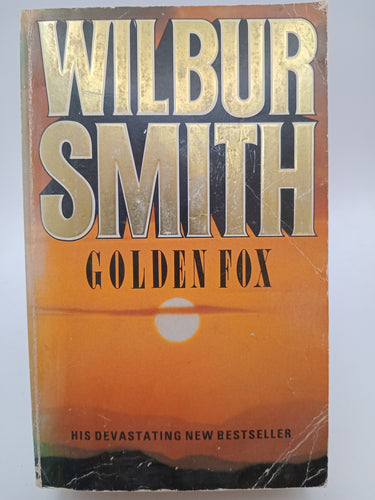 WILBUR
SMITH
GOLDEN FOX
HIS DEVASTATING NEW BESTSELLER